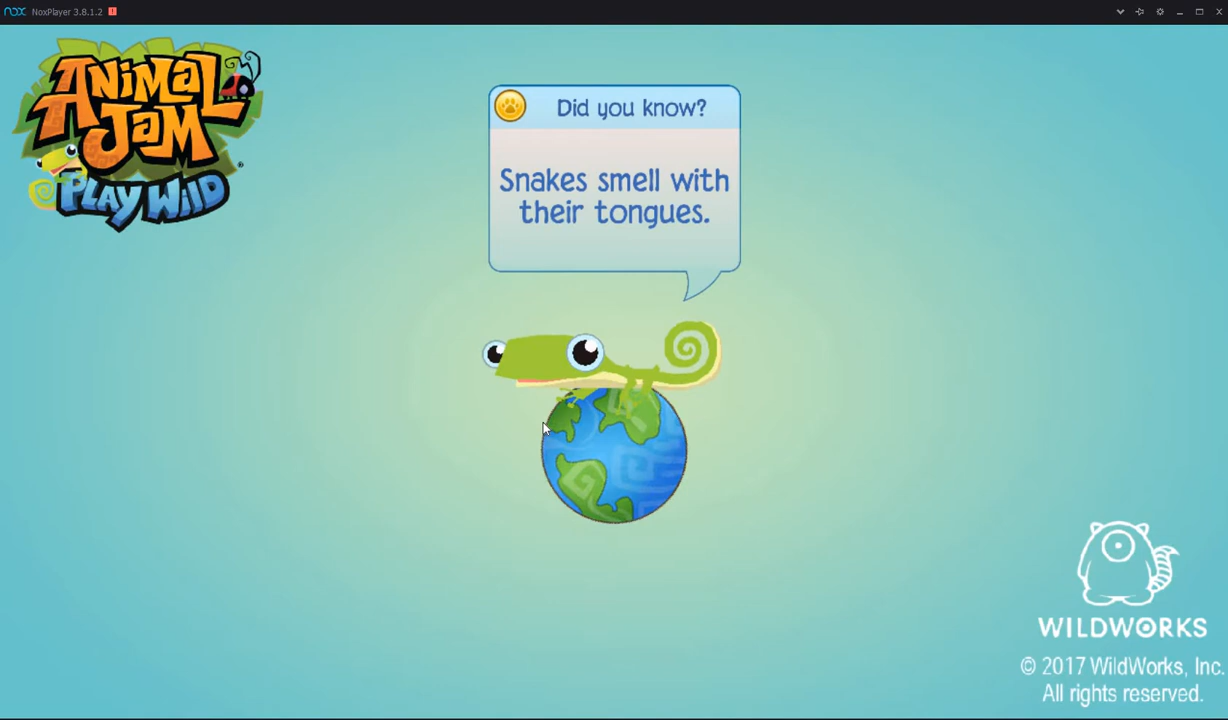 nox NoxPlayer 3.8.1.2
ANIMAL
JAM
PLAY WILD
Did you know?
Snakes smell with
their tongues.
WILDWORKS
© 2017 WildWorks, Inc.
All rights reserved.